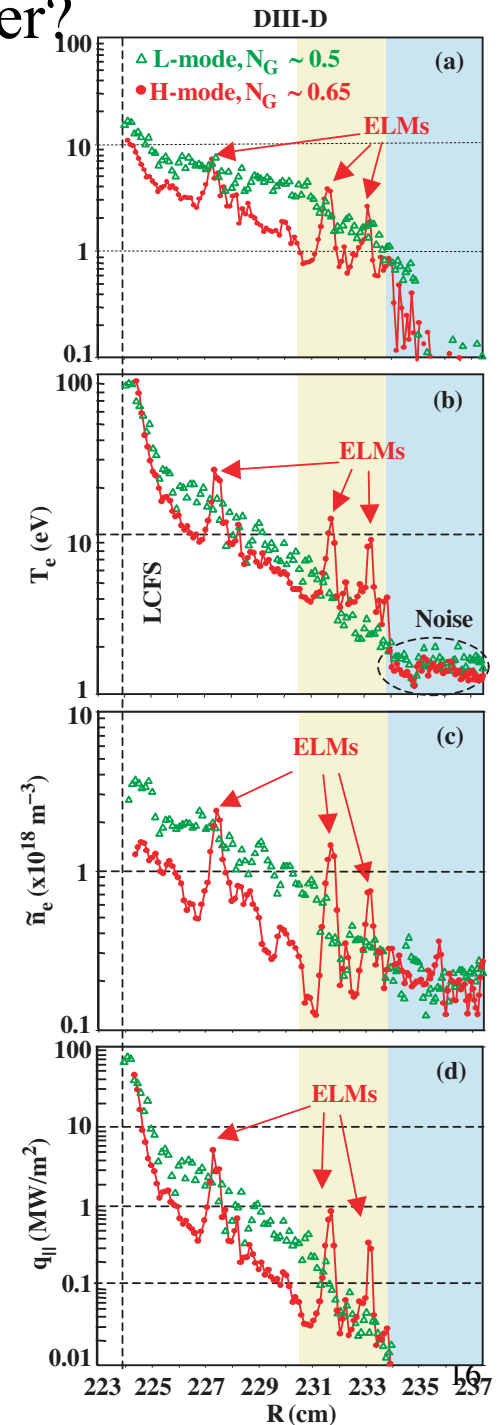 er?
DIII-D
100
(a)
L-mode, N_G ~ 0.5
H-mode, N_G ~ 0.65
ELMs
10
1
0.1
100
(b)
ELMs
10
T_e (eV)
LCFS
Noise
1
10
(c)
ELMs
1
ñ_e (x10^18 m^−3)
0.1
100
(d)
ELMs
10
1
q_|| (MW/m^2)
0.1
0.01
16
223 225 227 229 231 233 235 237
R (cm)